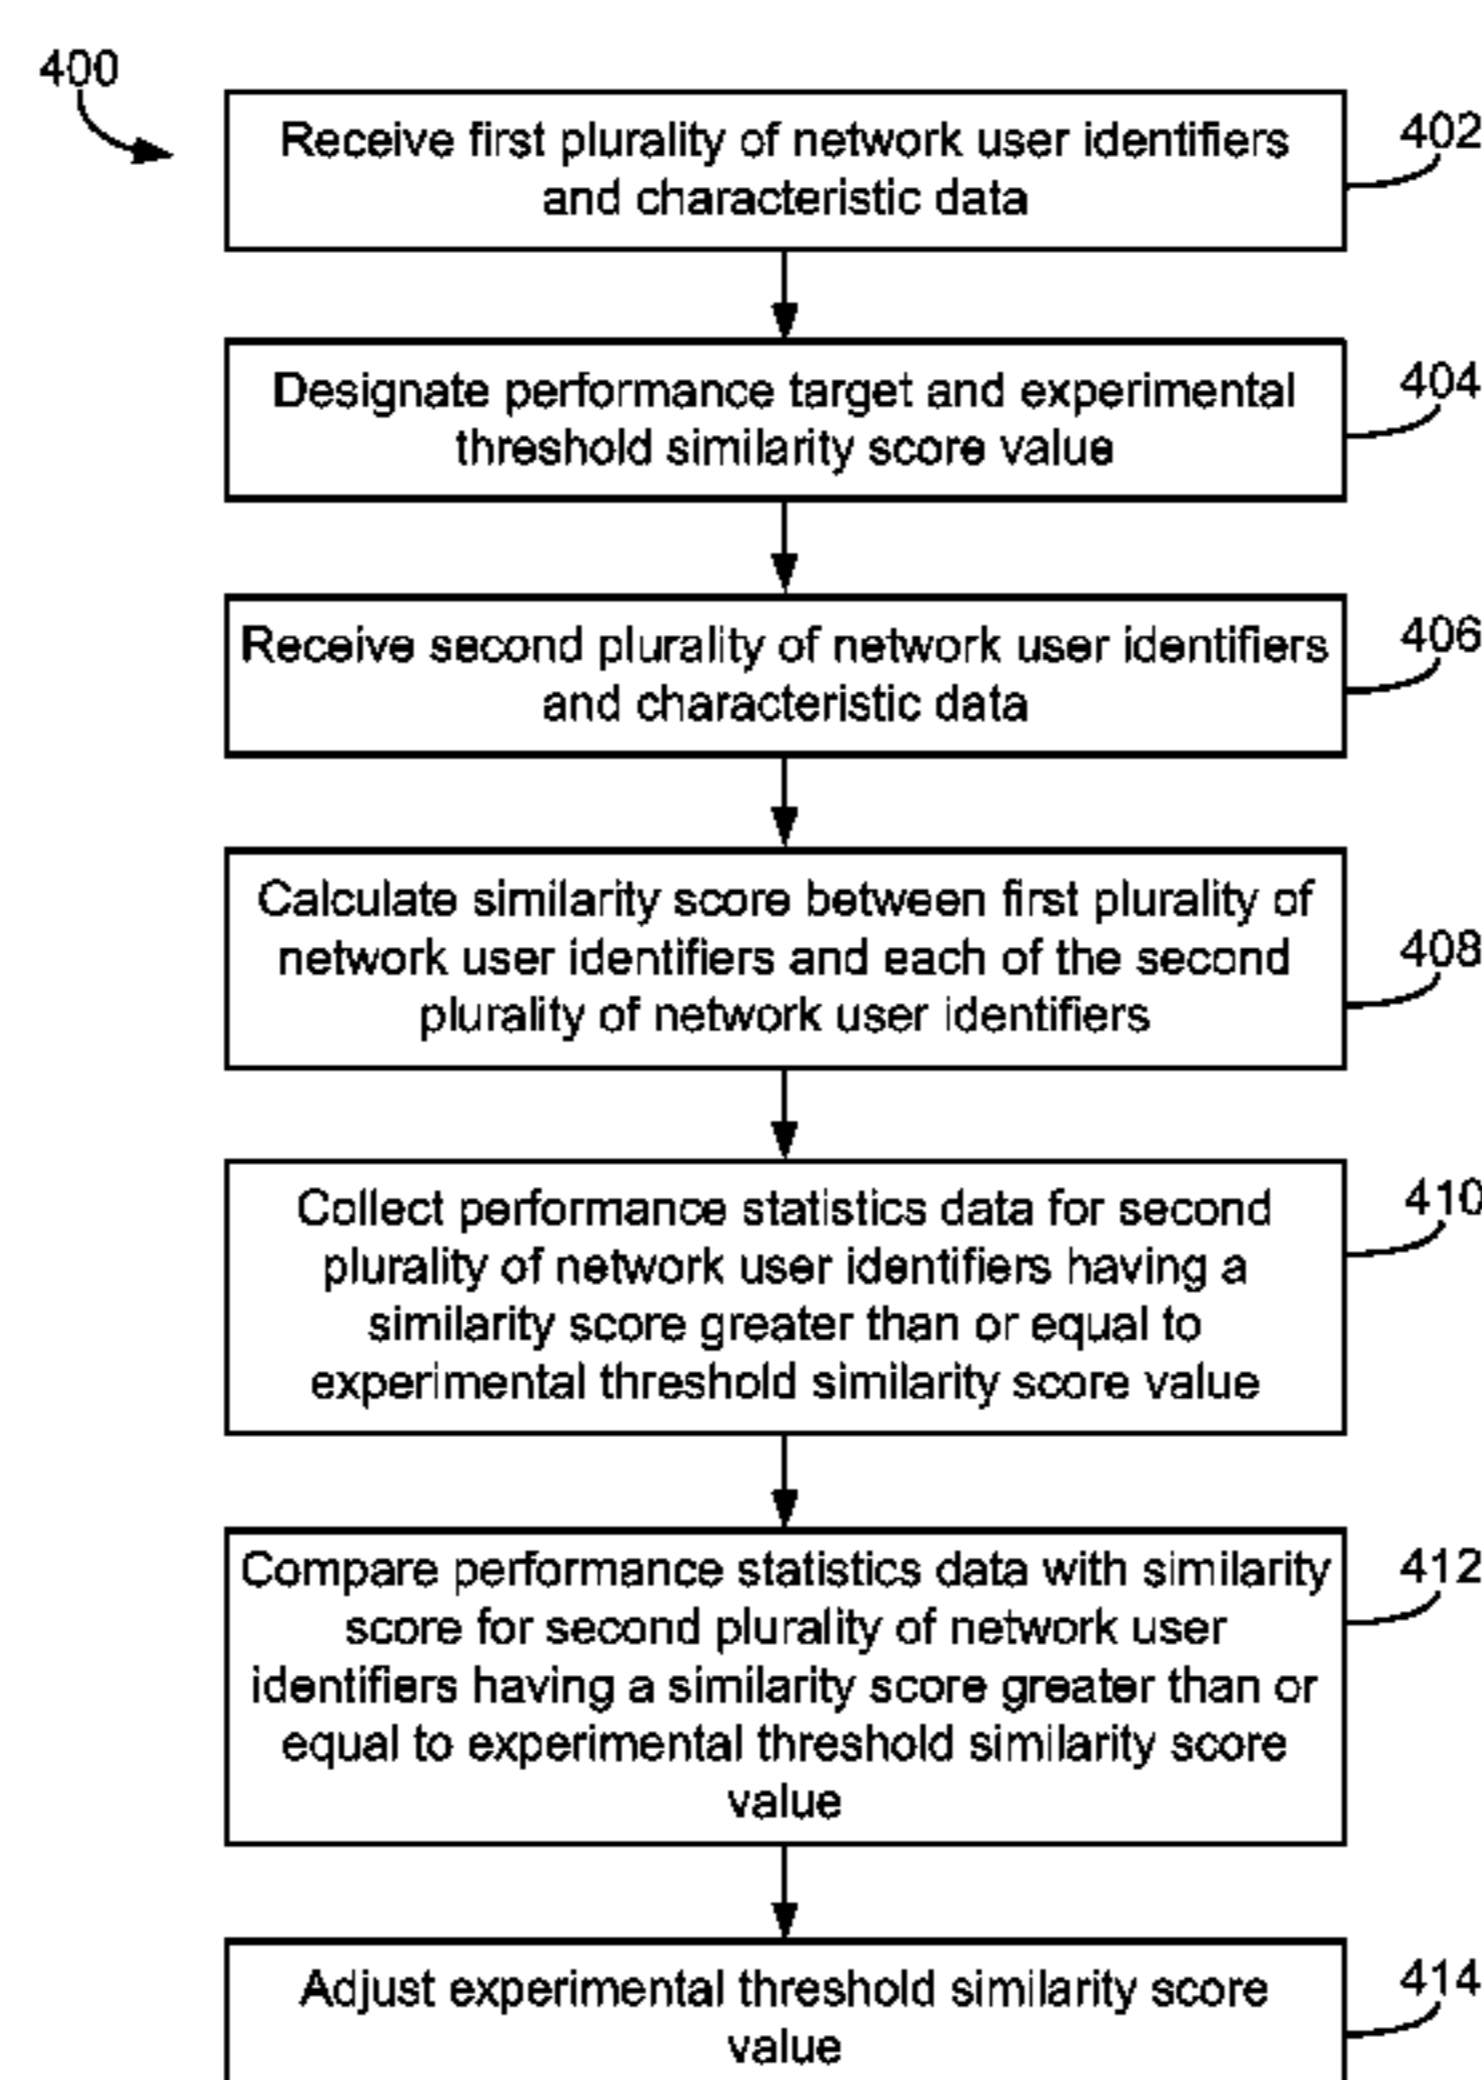 400
Receive first plurality of network user identifiers
and characteristic data
402
Designate performance target and experimental
threshold similarity score value
404
Receive second plurality of network user identifiers
and characteristic data
406
Calculate similarity score between first plurality of
network user identifiers and each of the second
plurality of network user identifiers
408
Collect performance statistics data for second
plurality of network user identifiers having a
similarity score greater than or equal to
experimental threshold similarity score value
410
Compare performance statistics data with similarity
score for second plurality of network user
identifiers having a similarity score greater than or
equal to experimental threshold similarity score
value
412
Adjust experimental threshold similarity score
value
414